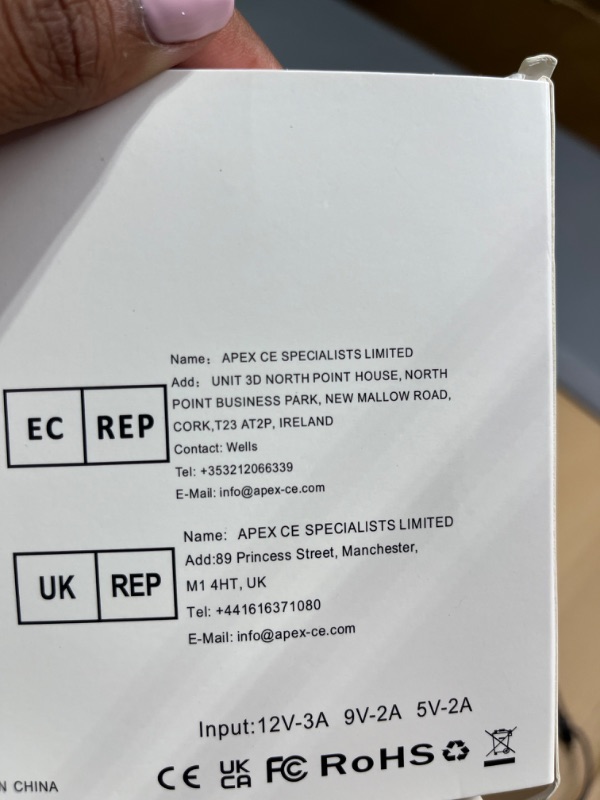 Name: APEX CE SPECIALISTS LIMITED
Add: UNIT 3D NORTH POINT HOUSE, NORTH
POINT BUSINESS PARK, NEW MALLOW ROAD,
CORK,T23 AT2P, IRELAND
Contact: Wells
Tel: +353212066339
E-Mail: info@apex-ce.com
EC REP
Name: APEX CE SPECIALISTS LIMITED
Add:89 Princess Street, Manchester,
M1 4HT, UK
Tel: +441616371080
E-Mail: info@apex-ce.com
UK REP
Input:12V-3A 9V-2A 5V-2A
CE UK CA FC RoHS
CHINA